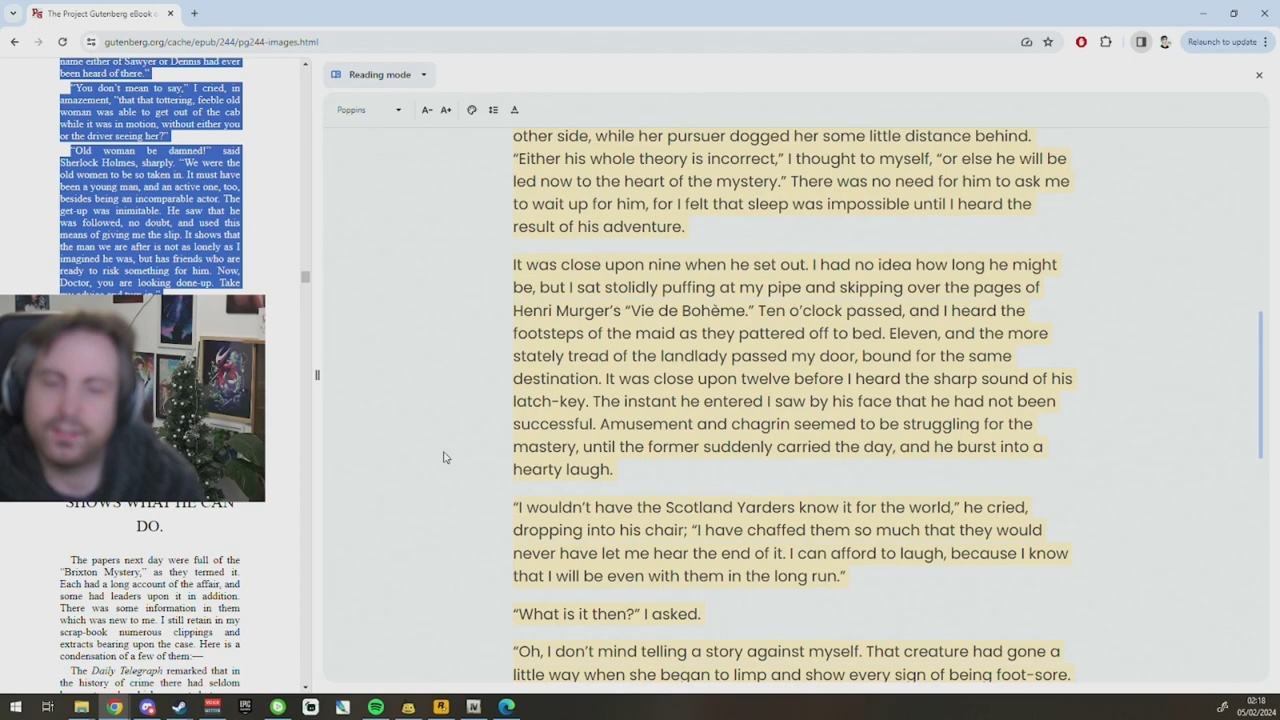 The Project Gutenberg eBook o
gutenberg.org/cache/epub/244/pg244-images.html
Relaunch to update
name either of Sawyer or Dennis had ever
been heard of there.”
“You don’t mean to say,” I cried, in
amazement, “that that tottering, feeble old
woman was able to get out of the cab
while it was in motion, without either you
or the driver seeing her?”
“Old woman be damned!” said
Sherlock Holmes, sharply. “We were the
old women to be so taken in. It must have
been a young man, and an active one, too,
besides being an incomparable actor. The
get-up was inimitable. He saw that he
was followed, no doubt, and used this
means of giving me the slip. It shows that
the man we are after is not as lonely as I
imagined he was, but has friends who are
ready to risk something for him. Now,
Doctor, you are looking done-up. Take
SHOWS WHAT HE CAN
DO.
The papers next day were full of the
“Brixton Mystery,” as they termed it.
Each had a long account of the affair, and
some had leaders upon it in addition.
There was some information in them
which was new to me. I still retain in my
scrap-book numerous clippings and
extracts bearing upon the case. Here is a
condensation of a few of them:—
The Daily Telegraph remarked that in
the history of crime there had seldom
Reading mode
Poppins
A- A+
other side, while her pursuer dogged her some little distance behind.
“Either his whole theory is incorrect,” I thought to myself, “or else he will be
led now to the heart of the mystery.” There was no need for him to ask me
to wait up for him, for I felt that sleep was impossible until I heard the
result of his adventure.
It was close upon nine when he set out. I had no idea how long he might
be, but I sat stolidly puffing at my pipe and skipping over the pages of
Henri Murger’s “Vie de Bohème.” Ten o’clock passed, and I heard the
footsteps of the maid as they pattered off to bed. Eleven, and the more
stately tread of the landlady passed my door, bound for the same
destination. It was close upon twelve before I heard the sharp sound of his
latch-key. The instant he entered I saw by his face that he had not been
successful. Amusement and chagrin seemed to be struggling for the
mastery, until the former suddenly carried the day, and he burst into a
hearty laugh.
“I wouldn’t have the Scotland Yarders know it for the world,” he cried,
dropping into his chair; “I have chaffed them so much that they would
never have let me hear the end of it. I can afford to laugh, because I know
that I will be even with them in the long run.”
“What is it then?” I asked.
“Oh, I don’t mind telling a story against myself. That creature had gone a
little way when she began to limp and show every sign of being foot-sore.
02:18
05/02/2024